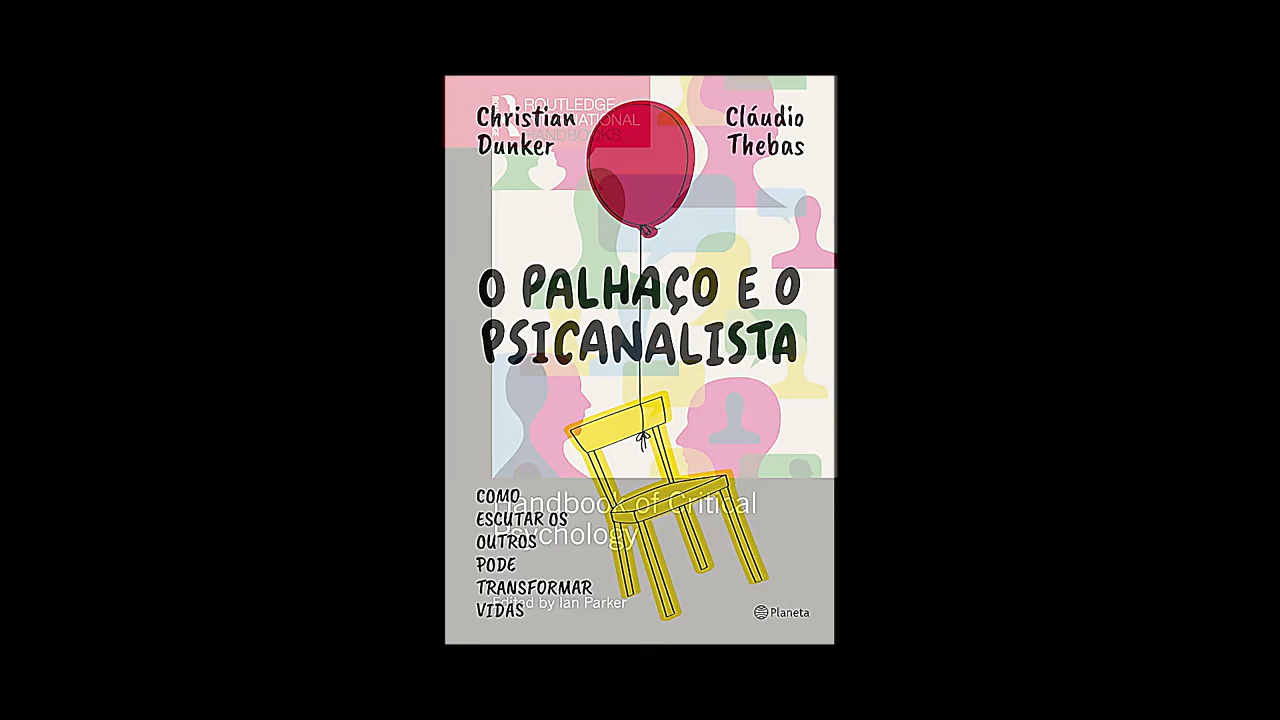 Christian
Dunker
Cláudio
Thebas
ROUTLEDGE
HANDBOOKS
O PALHAÇO E O
PSICANALISTA
COMO
ESCUTAR OS
OUTROS
PODE
TRANSFORMAR
VIDAS
Handbook of Critical
Psychology
Edited by Ian Parker
Planeta